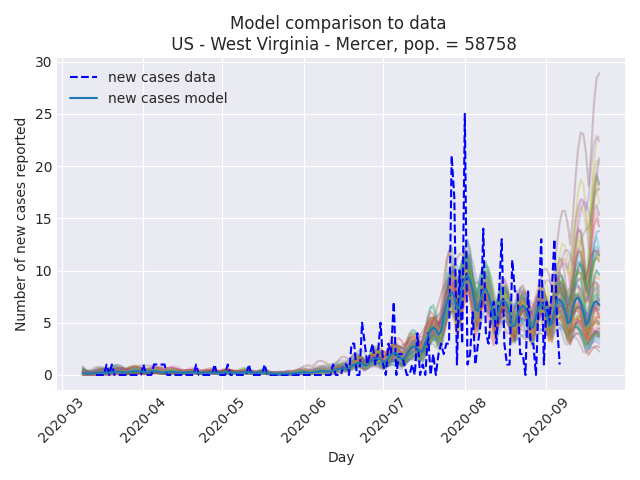 Model comparison to data
US - West Virginia - Mercer, pop. = 58758
new cases data
new cases model
Number of new cases reported
30
25
20
15
10
5
0
2020-03
2020-04
2020-05
2020-06
2020-07
2020-08
2020-09
Day